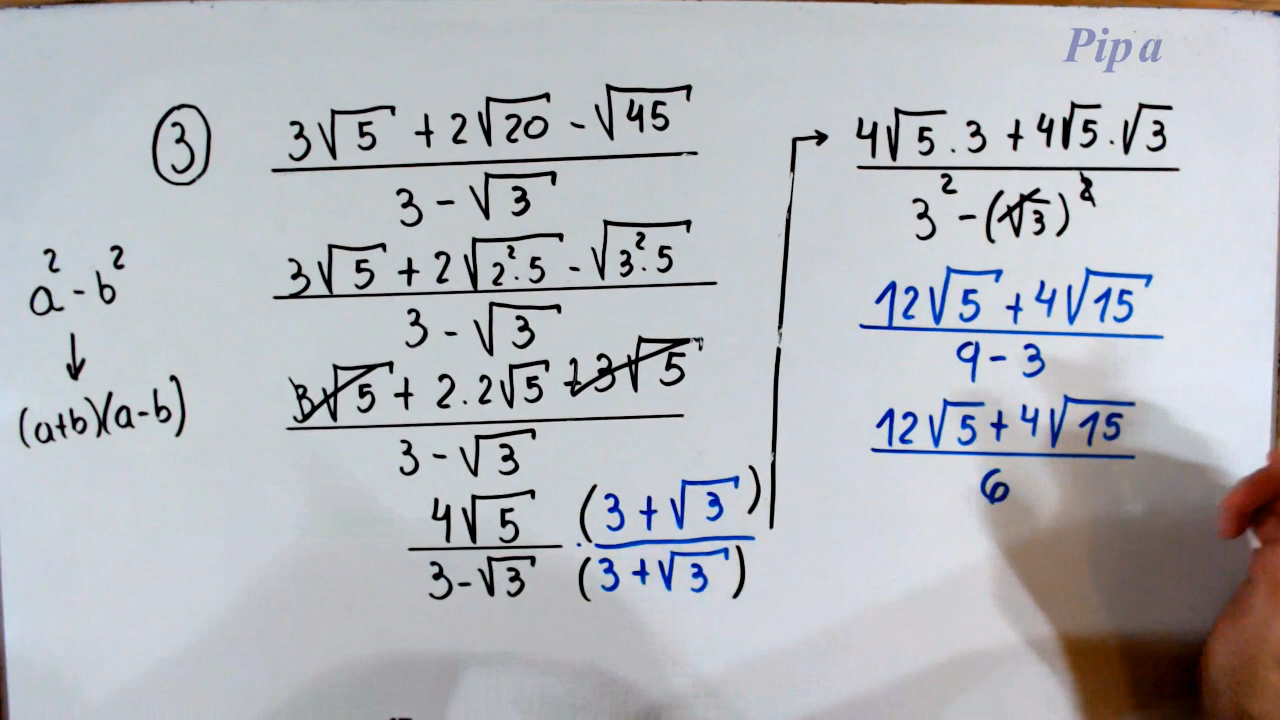 Pipa
③ (3√5 + 2√20 - √45) / (3 - √3)
a² - b²
↓
(a+b)(a-b)
(3√5 + 2√(2²·5) - √(3²·5)) / (3 - √3)
(3√5 + 2.2√5 - 3√5) / (3 - √3)
(4√5) / (3-√3) · (3+√3) / (3+√3)
→ (4√5.3 + 4√5.√3) / (3² - (√3)²)
(12√5 + 4√15) / (9 - 3)
(12√5 + 4√15) / 6